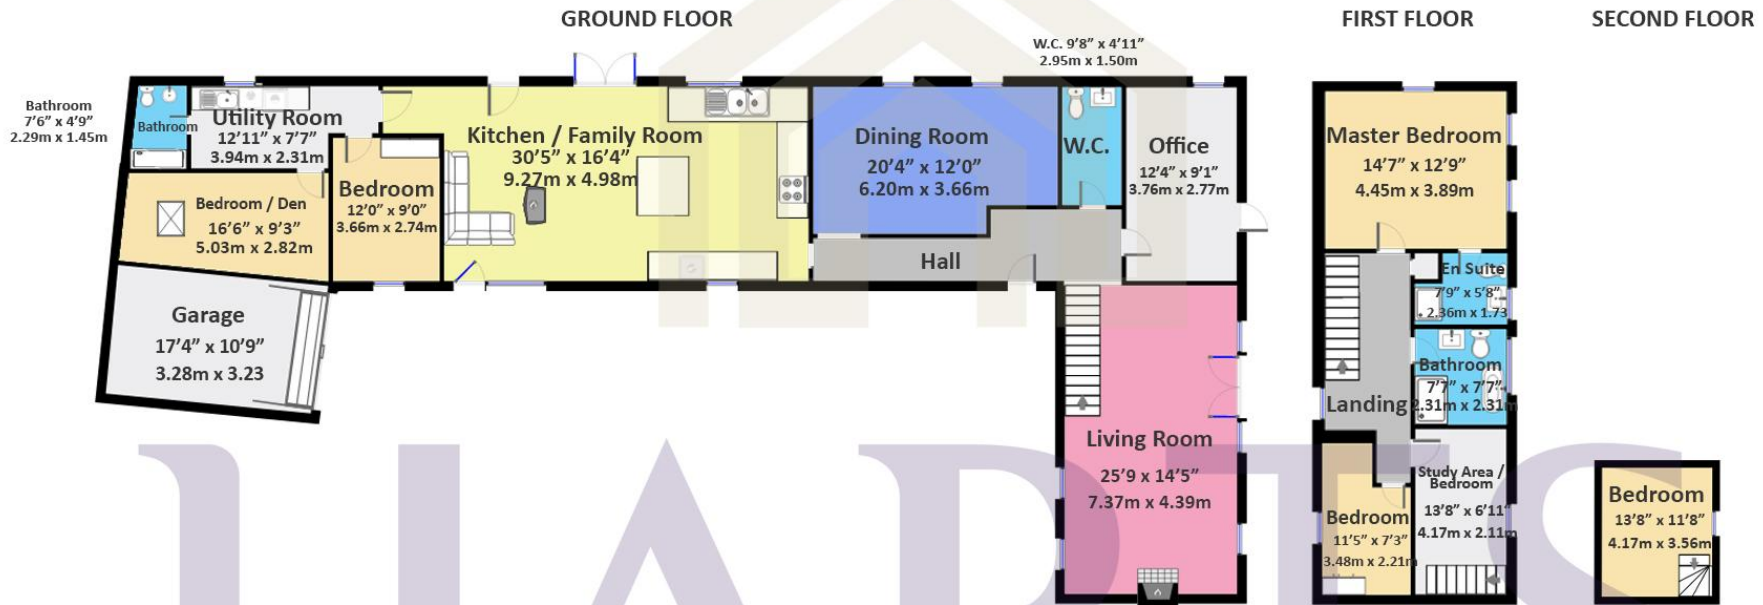 GROUND FLOOR
FIRST FLOOR
SECOND FLOOR
W.C. 9'8" x 4'11"
2.95m x 1.50m
Bathroom
7'6" x 4'9"
2.29m x 1.45m
Bathroom
Utility Room
12'11" x 7'7"
3.94m x 2.31m
Kitchen / Family Room
30'5" x 16'4"
9.27m x 4.98m
Dining Room
20'4" x 12'0"
6.20m x 3.66m
W.C.
Office
12'4" x 9'1"
3.76m x 2.77m
Bedroom
12'0" x 9'0"
3.66m x 2.74m
Bedroom / Den
16'6" x 9'3"
5.03m x 2.82m
Hall
Garage
17'4" x 10'9"
3.28m x 3.23
Living Room
25'9 x 14'5"
7.37m x 4.39m
Master Bedroom
14'7" x 12'9"
4.45m x 3.89m
En Suite
7'9" x 5'8"
2.36m x 1.73
Bathroom
7'7" x 7'7"
2.31m x 2.31m
Landing
Study Area /
Bedroom
13'8" x 6'11"
4.17m x 2.11m
Bedroom
11'5" x 7'3"
3.48m x 2.21m
Bedroom
13'8" x 11'8"
4.17m x 3.56m